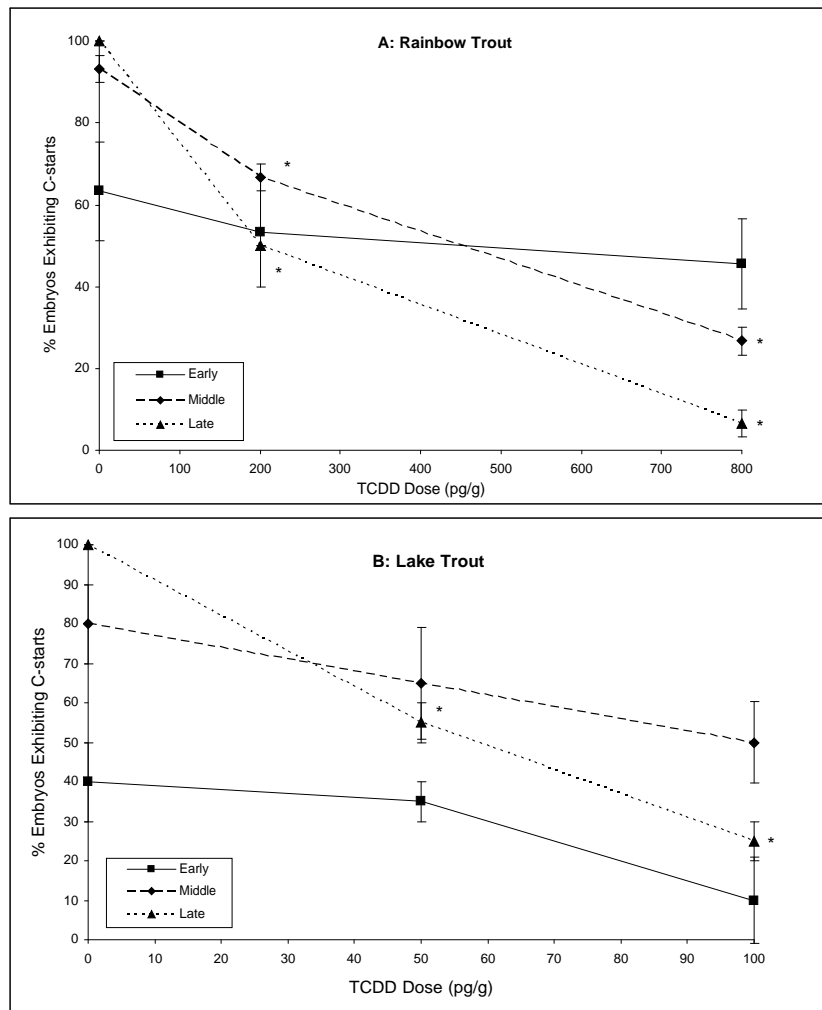 A: Rainbow Trout
% Embryos Exhibiting C-starts
100
80
60
40
20
0
*
*
*
*
Early
Middle
Late
0 100 200 300 400 500 600 700 800
TCDD Dose (pg/g)
B: Lake Trout
% Embryos Exhibiting C-starts
100
90
80
70
60
50
40
30
20
10
0
*
*
Early
Middle
Late
0 10 20 30 40 50 60 70 80 90 100
TCDD Dose (pg/g)